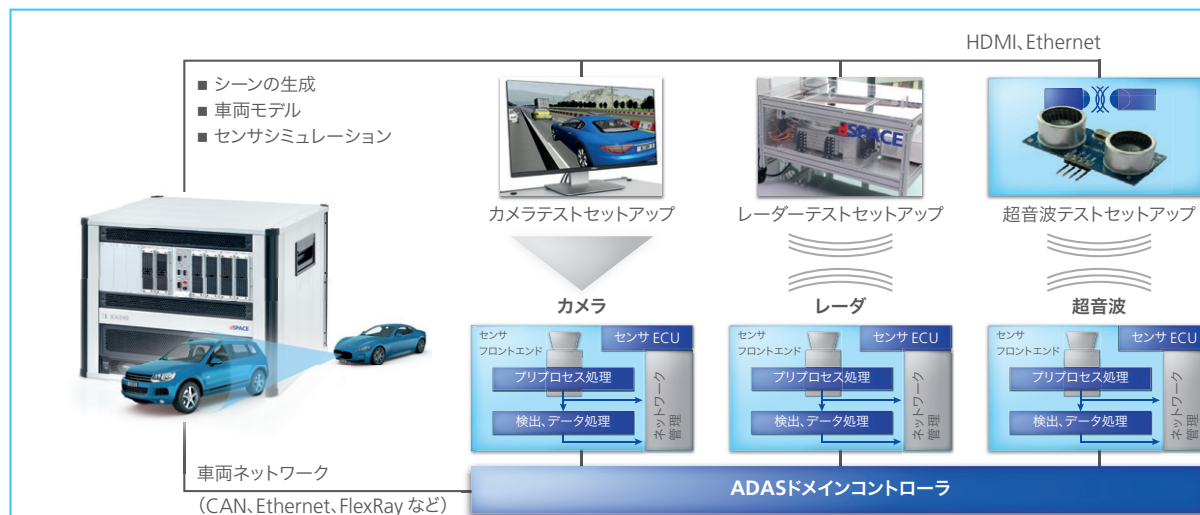 HDMI、Ethernet
■ シーンの生成
■ 車両モデル
■ センサシミュレーション
dSPACE
カメラテストセットアップ
レーダーテストセットアップ
超音波テストセットアップ
SCALEXIO
dSPACE
カメラ
レーダ
超音波
センサ
フロントエンド
センサ ECU
プリプロセス処理
検出、データ処理
ネットワーク
管理
センサ
フロントエンド
センサ ECU
プリプロセス処理
検出、データ処理
ネットワーク
管理
センサ
フロントエンド
センサ ECU
プリプロセス処理
検出、データ処理
ネットワーク
管理
車両ネットワーク
(CAN、Ethernet、FlexRay など)
ADASドメインコントローラ